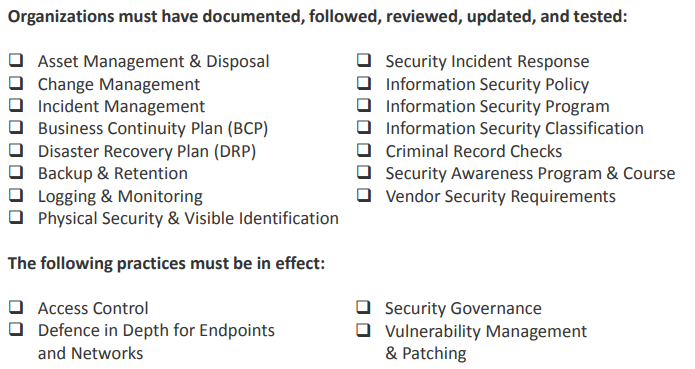 Organizations must have documented, followed, reviewed, updated, and tested:
Asset Management & Disposal
Change Management
Incident Management
Business Continuity Plan (BCP)
Disaster Recovery Plan (DRP)
Backup & Retention
Logging & Monitoring
Physical Security & Visible Identification
Security Incident Response
Information Security Policy
Information Security Program
Information Security Classification
Criminal Record Checks
Security Awareness Program & Course
Vendor Security Requirements
The following practices must be in effect:
Access Control
Defence in Depth for Endpoints
and Networks
Security Governance
Vulnerability Management
& Patching